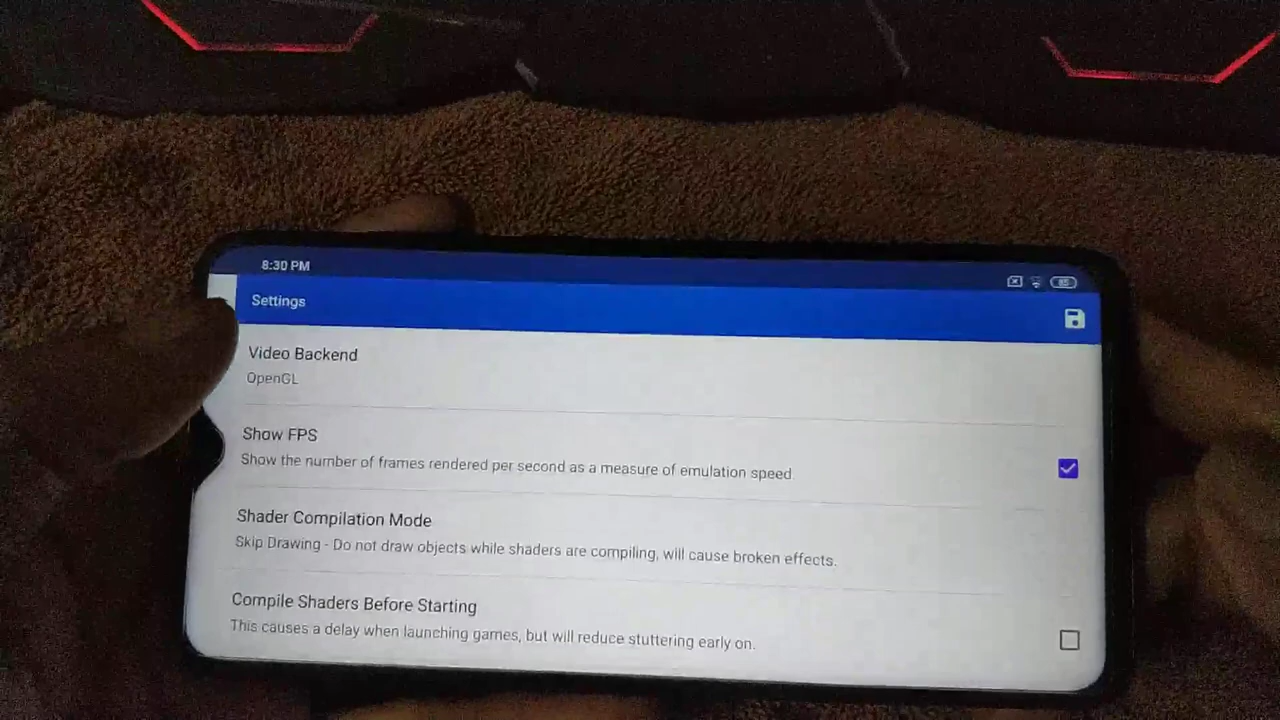 8:30 PM
85
Settings
Video Backend
OpenGL
Show FPS
Show the number of frames rendered per second as a measure of emulation speed.
Shader Compilation Mode
Skip Drawing - Do not draw objects while shaders are compiling, will cause broken effects.
Compile Shaders Before Starting
This causes a delay when launching games, but will reduce stuttering early on.